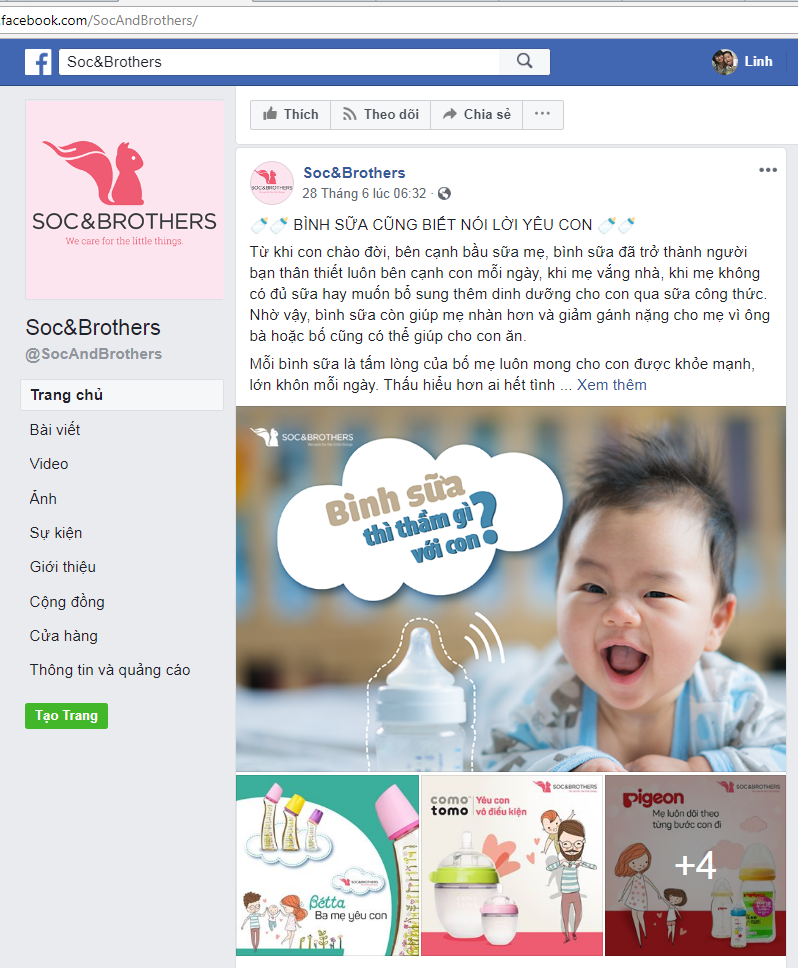 facebook.com/SocAndBrothers/
Soc&Brothers
Linh
SOC&BROTHERS
We care for the little things.
Soc&Brothers
@SocAndBrothers
Trang chủ
Bài viết
Video
Ảnh
Sự kiện
Giới thiệu
Cộng đồng
Cửa hàng
Thông tin và quảng cáo
Tạo Trang
Thích
Theo dõi
Chia sẻ
SOC&BROTHERS
Soc&Brothers
28 Tháng 6 lúc 06:32
BÌNH SỮA CŨNG BIẾT NÓI LỜI YÊU CON
Từ khi con chào đời, bên cạnh bầu sữa mẹ, bình sữa đã trở thành người
bạn thân thiết luôn bên cạnh con mỗi ngày, khi mẹ vắng nhà, khi mẹ không
có đủ sữa hay muốn bổ sung thêm dinh dưỡng cho con qua sữa công thức.
Nhờ vậy, bình sữa còn giúp mẹ nhàn hơn và giảm gánh nặng cho mẹ vì ông
bà hoặc bố cũng có thể giúp cho con ăn.
Mỗi bình sữa là tấm lòng của bố mẹ luôn mong cho con được khỏe mạnh,
lớn khôn mỗi ngày. Thấu hiểu hơn ai hết tình ... Xem thêm
SOC&BROTHERS
Bình sữa
thì thầm gì
với con?
SOC&BROTHERS
Bétta
Ba mẹ yêu con
como
tomo
Yêu con
vô điều kiện
SOC&BROTHERS
pigeon
SOC&BROTHERS
Mẹ luôn dõi theo
từng bước con đi
+4